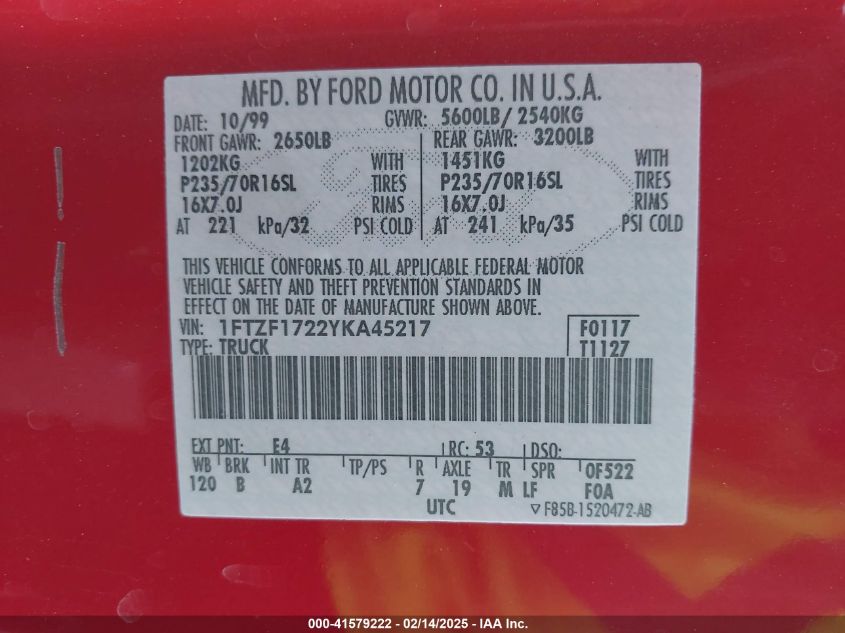 MFD. BY FORD MOTOR CO. IN U.S.A.
DATE: 10/99 GVWR: 5600LB/ 2540KG
FRONT GAWR: 2650LB REAR GAWR: 3200LB
1202KG WITH 1451KG WITH
P235/70R16SL TIRES P235/70R16SL TIRES
16X7.0J RIMS 16X7.0J RIMS
AT 221 kPa/32 PSI COLD AT 241 kPa/35 PSI COLD
THIS VEHICLE CONFORMS TO ALL APPLICABLE FEDERAL MOTOR
VEHICLE SAFETY AND THEFT PREVENTION STANDARDS IN
EFFECT ON THE DATE OF MANUFACTURE SHOWN ABOVE.
VIN: 1FTZF1722YKA45217 F0117
TYPE: TRUCK T1127
EXT PNT: E4 RC: 53 DSO:
WB BRK INT TR TP/PS R AXLE TR SPR 0F522
120 B A2 7 19 M LF F0A
UTC ▽F85B-1520472-AB
000-41579222 - 02/14/2025 - IAA Inc.